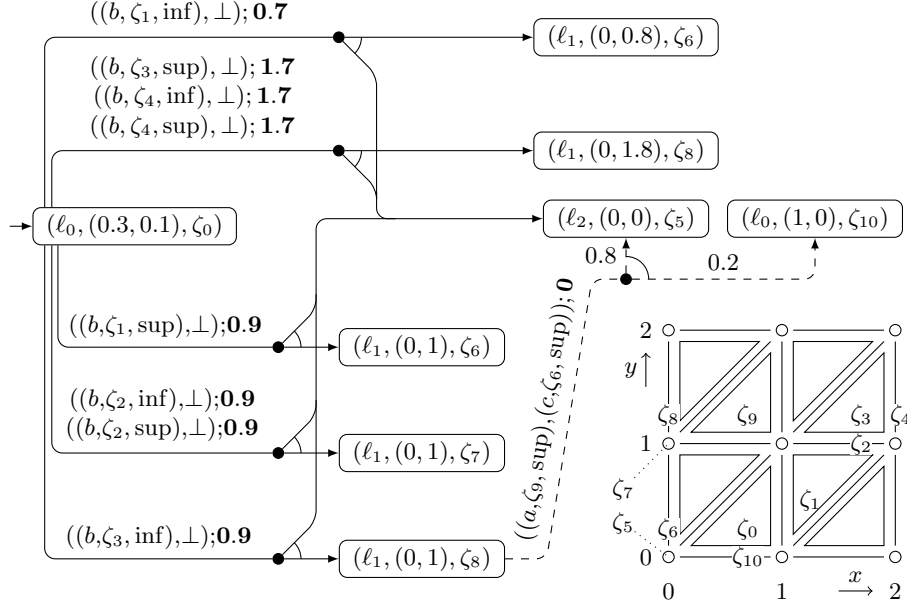 ((b, ζ₁, inf), ⊥); 0.7
(ℓ₁, (0, 0.8), ζ₆)
((b, ζ₃, sup), ⊥); 1.7
((b, ζ₄, inf), ⊥); 1.7
((b, ζ₄, sup), ⊥); 1.7
(ℓ₁, (0, 1.8), ζ₈)
(ℓ₀, (0.3, 0.1), ζ₀)
(ℓ₂, (0, 0), ζ₅)
(ℓ₀, (1, 0), ζ₁₀)
0.8
0.2
((b,ζ₁, sup),⊥);0.9
(ℓ₁, (0, 1), ζ₆)
((b,ζ₂, inf),⊥);0.9
((b,ζ₂, sup),⊥);0.9
(ℓ₁, (0, 1), ζ₇)
((b,ζ₃, inf),⊥);0.9
(ℓ₁, (0, 1), ζ₈)
((a,ζ₉, sup),(c,ζ₆, sup)); 0
2
y
ζ₈
ζ₉
ζ₃
ζ₄
1
ζ₂
ζ₇
ζ₅
ζ₆
ζ₀
ζ₁
0
ζ₁₀
0
1
x
2